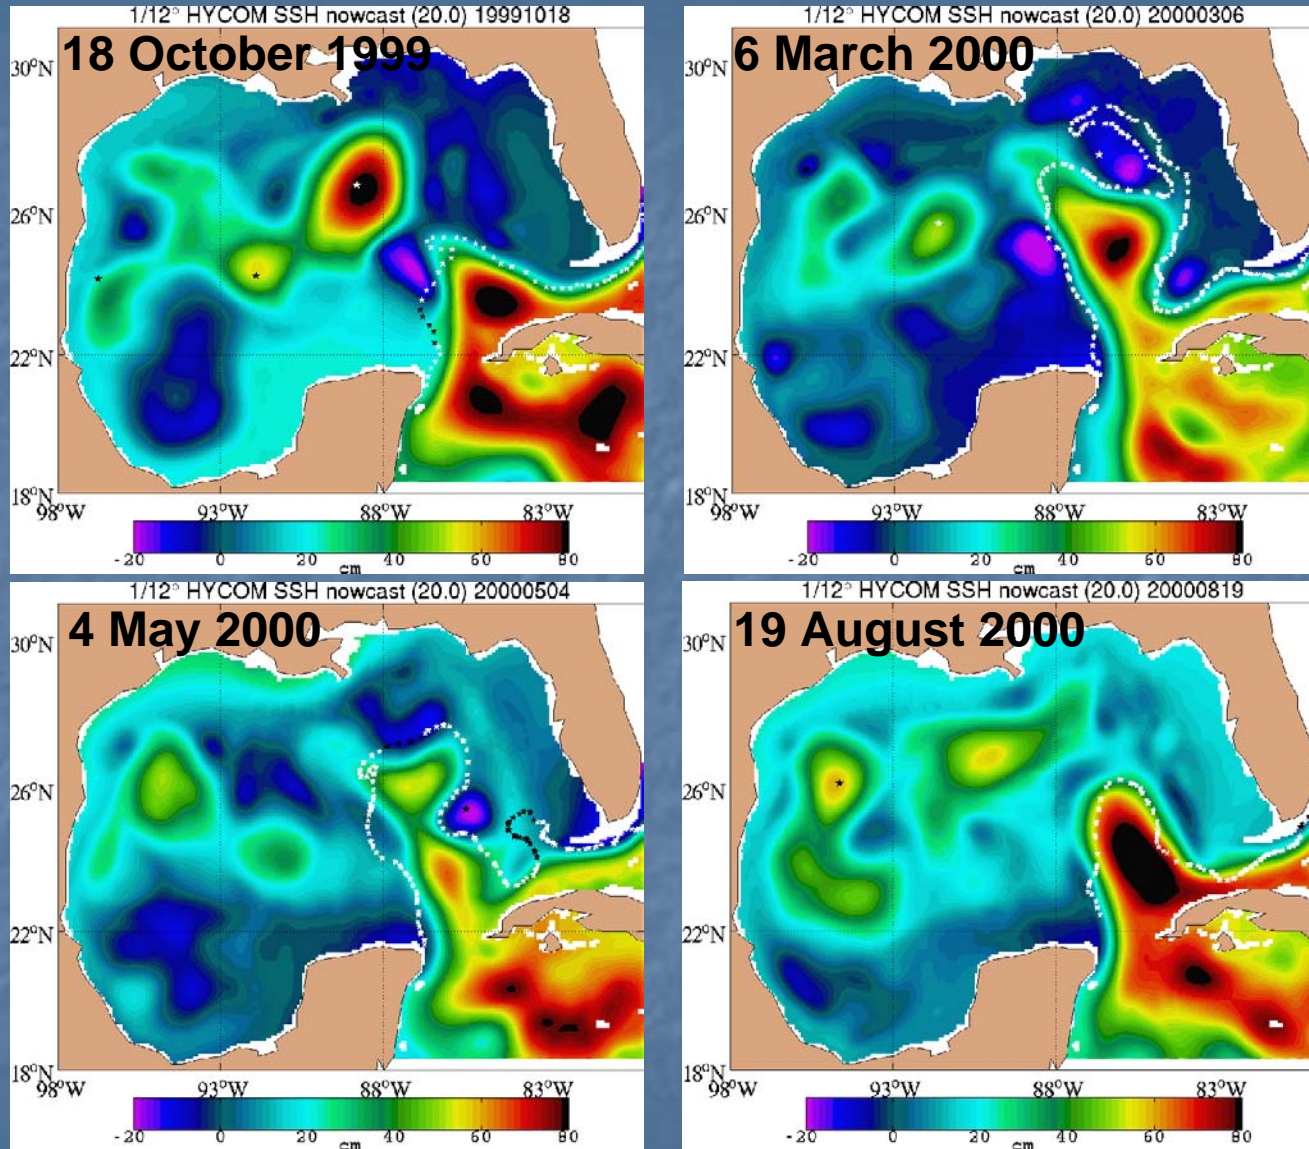 1/12° HYCOM SSH nowcast (20.0) 19991018
18 October 1999
30°N
26°N
22°N
18°N
98°W 93°W 88°W 83°W
-20 0 20 40 60 80
cm
1/12° HYCOM SSH nowcast (20.0) 20000306
6 March 2000
30°N
26°N
22°N
18°N
98°W 93°W 88°W 83°W
-20 0 20 40 60 80
cm
1/12° HYCOM SSH nowcast (20.0) 20000504
4 May 2000
30°N
26°N
22°N
18°N
98°W 93°W 88°W 83°W
-20 0 20 40 60 80
cm
1/12° HYCOM SSH nowcast (20.0) 20000819
19 August 2000
30°N
26°N
22°N
18°N
98°W 93°W 88°W 83°W
-20 0 20 40 60 80
cm